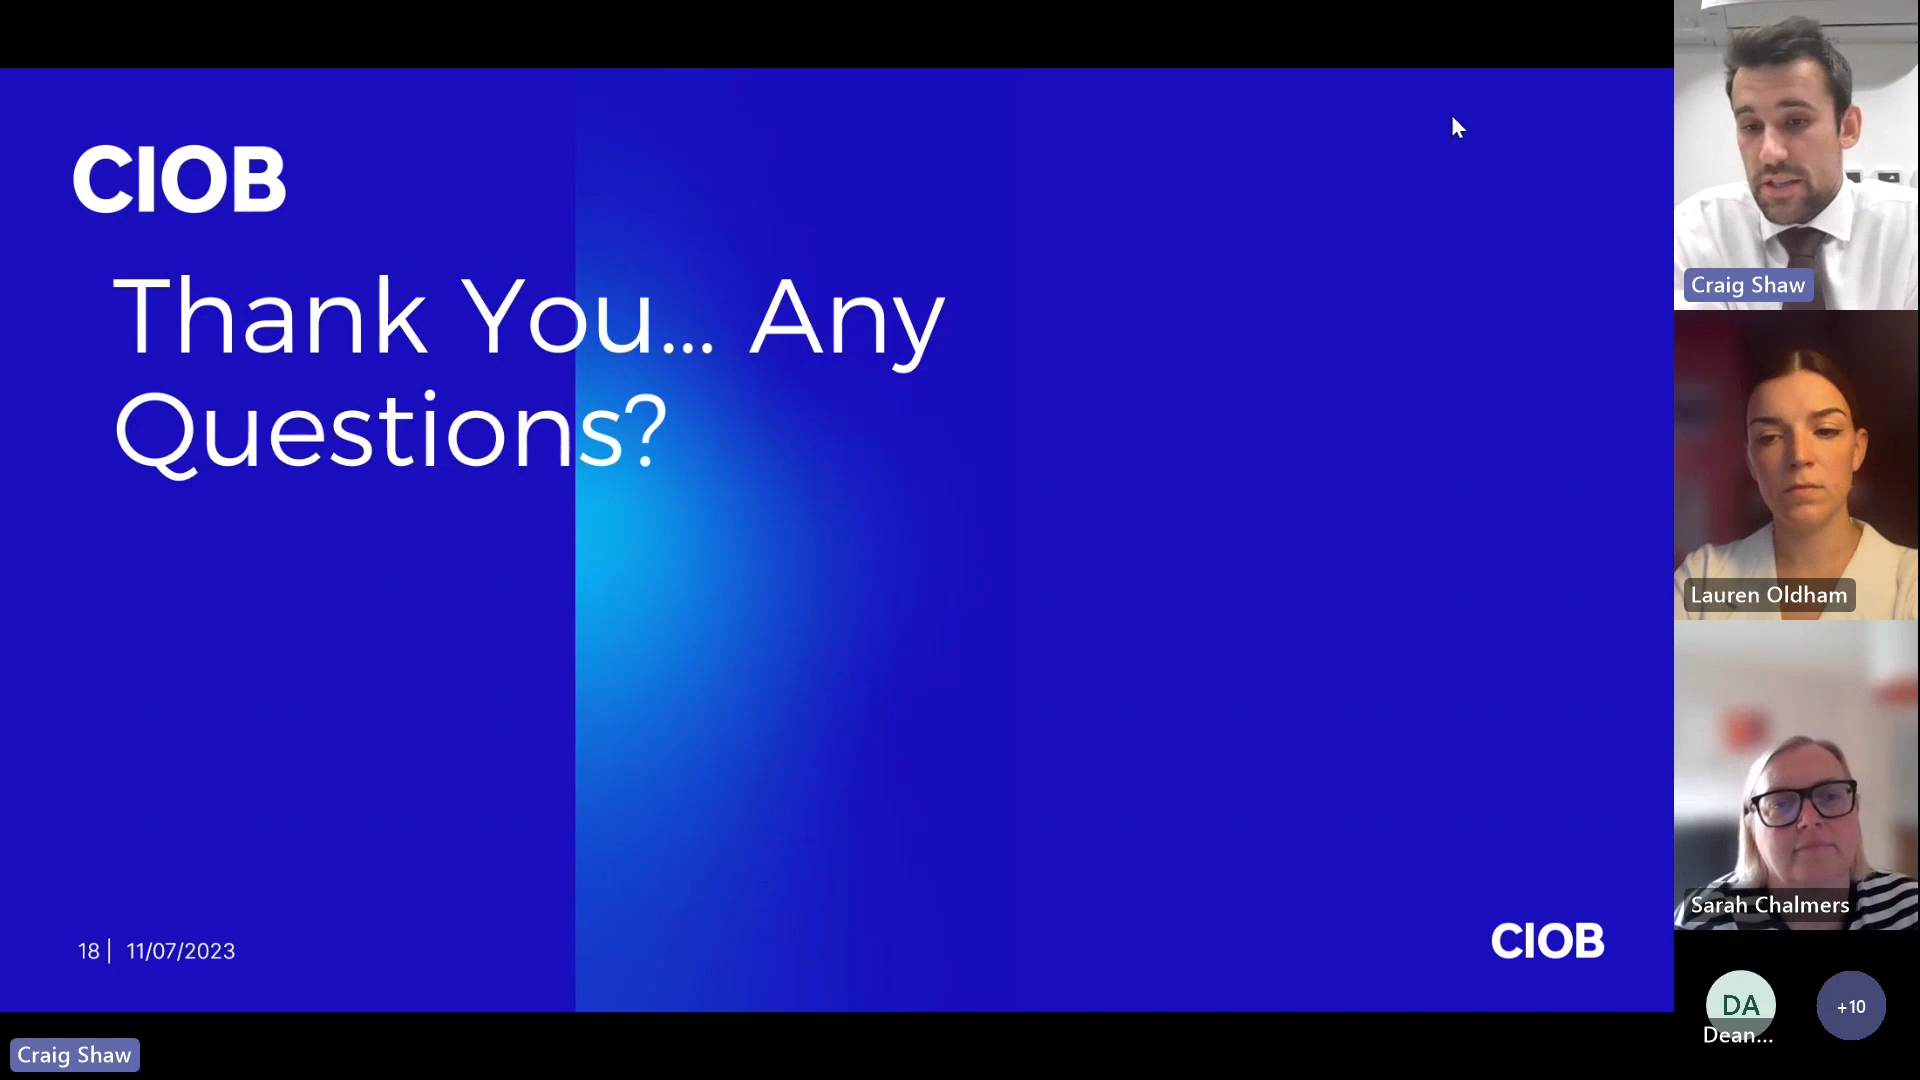 CIOB
Thank You... Any
Questions?
18 | 11/07/2023
CIOB
Craig Shaw
Craig Shaw
Lauren Oldham
Sarah Chalmers
DA
Dean...
+10